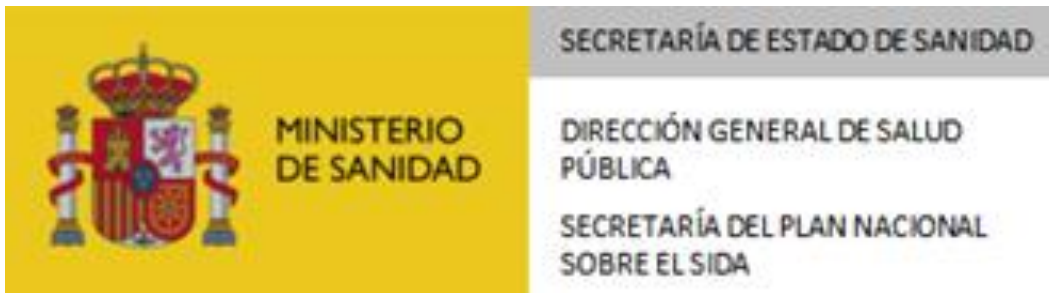 MINISTERIO
DE SANIDAD
SECRETARÍA DE ESTADO DE SANIDAD
DIRECCIÓN GENERAL DE SALUD
PÚBLICA
SECRETARÍA DEL PLAN NACIONAL
SOBRE EL SIDA